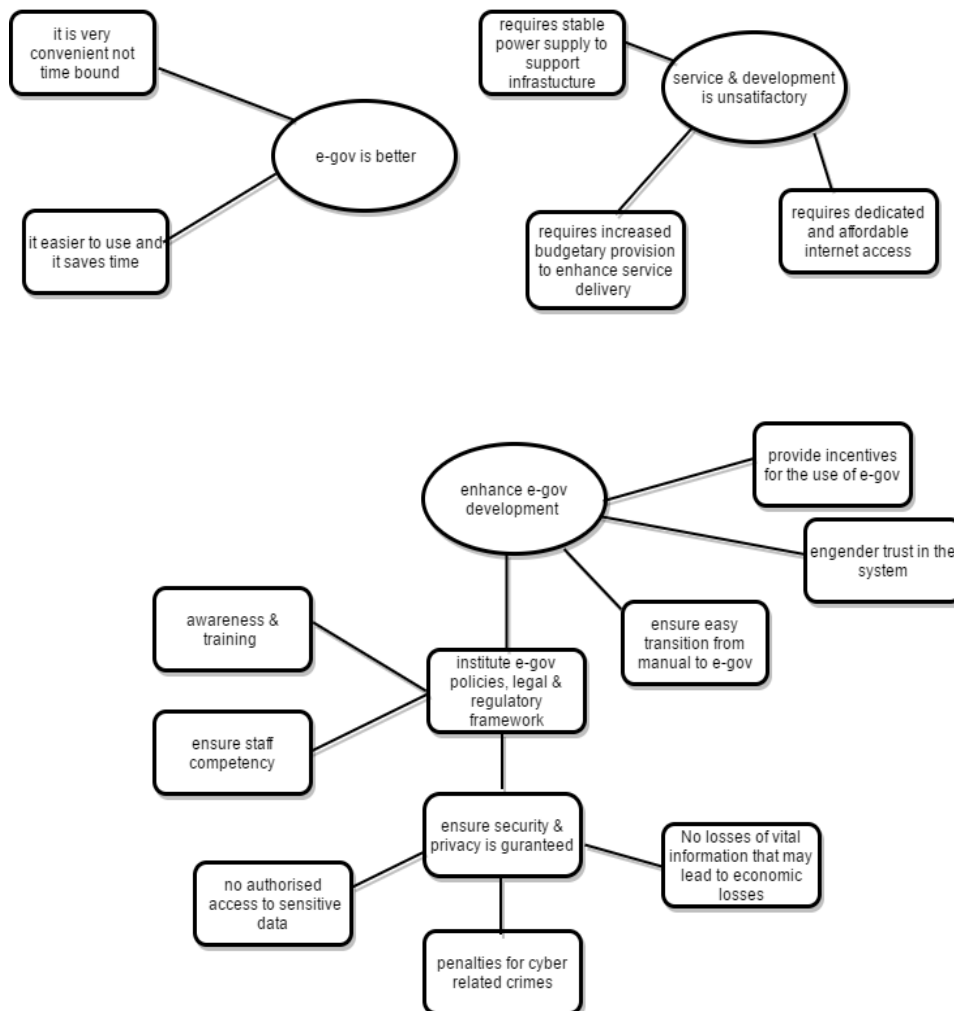 it is very
convenient not
time bound
e-gov is better
it easier to use and
it saves time
requires stable
power supply to
support
infrastucture
service & development
is unsatifactory
requires increased
budgetary provision
to enhance service
delivery
requires dedicated
and affordable
internet access
enhance e-gov
development
provide incentives
for the use of e-gov
engender trust in the
system
ensure easy
transition from
manual to e-gov
awareness &
training
institute e-gov
policies, legal &
regulatory
framework
ensure staff
competency
ensure security &
privacy is guranteed
No losses of vital
information that may
lead to economic
losses
no authorised
access to sensitive
data
penalties for cyber
related crimes